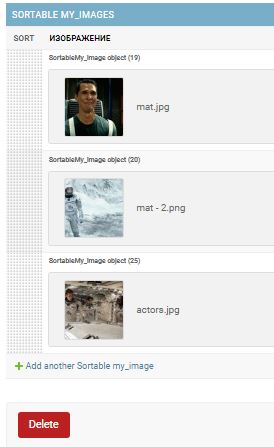 SORTABLE MY_IMAGES
SORT ИЗОБРАЖЕНИЕ
SortableMy_Image object (19)
mat.jpg
SortableMy_Image object (20)
mat - 2.png
SortableMy_Image object (25)
actors.jpg
Add another Sortable my_image
Delete